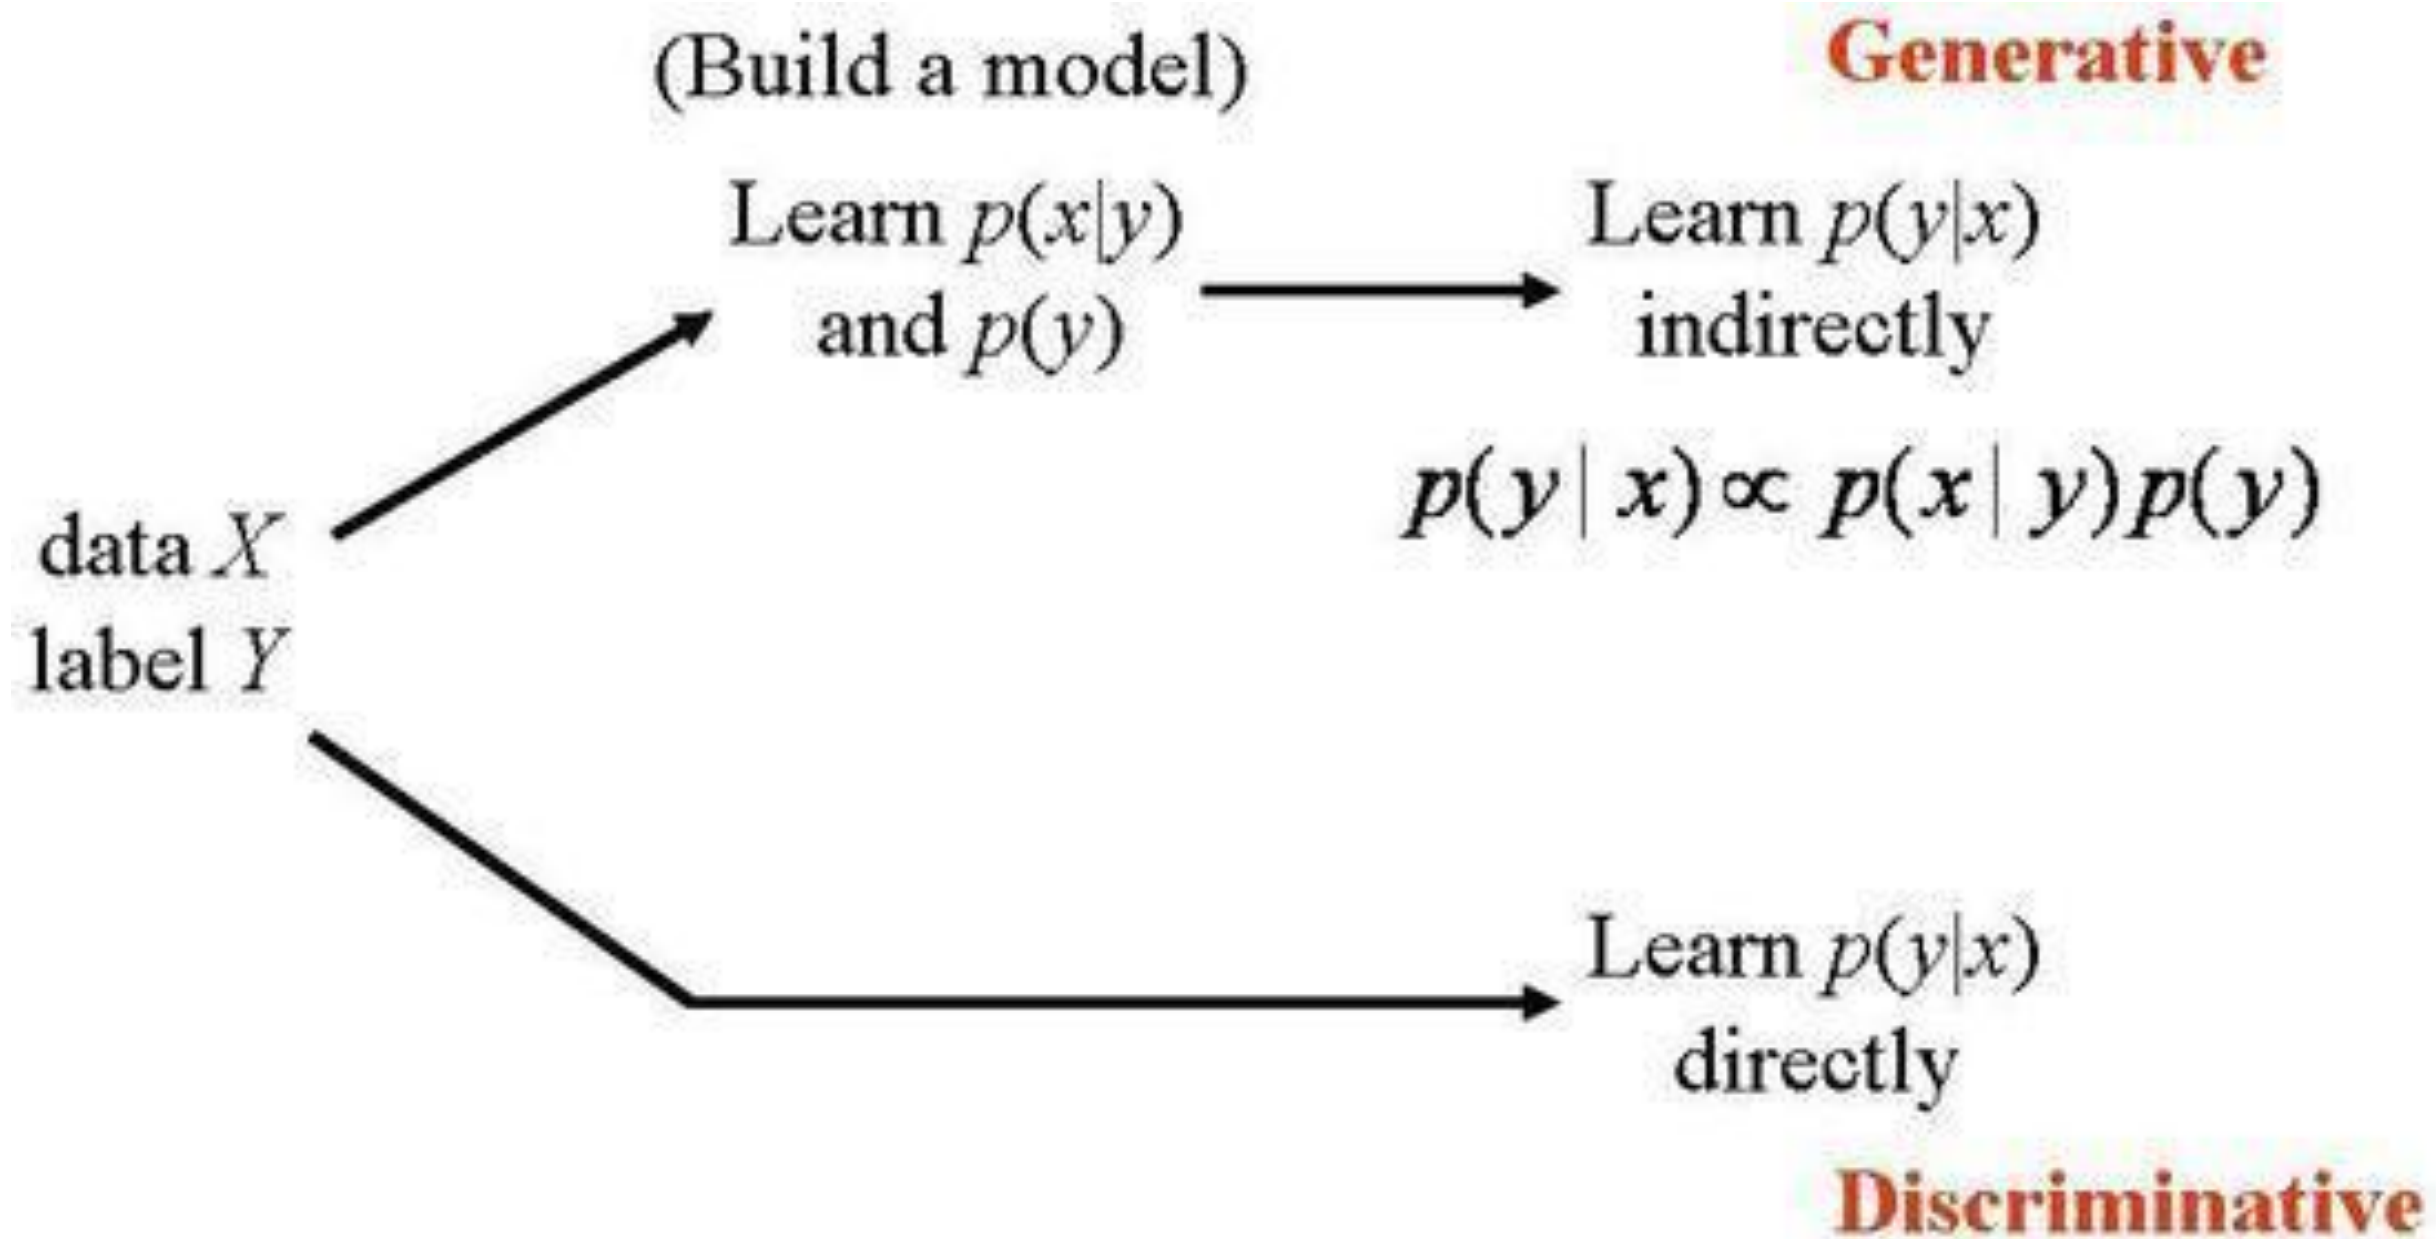 (Build a model)
Generative
Learn p(x|y)
and p(y)
Learn p(y|x)
indirectly
p(y| x)∝ p(x| y)p(y)
data X
label Y
Learn p(y|x)
directly
Discriminative